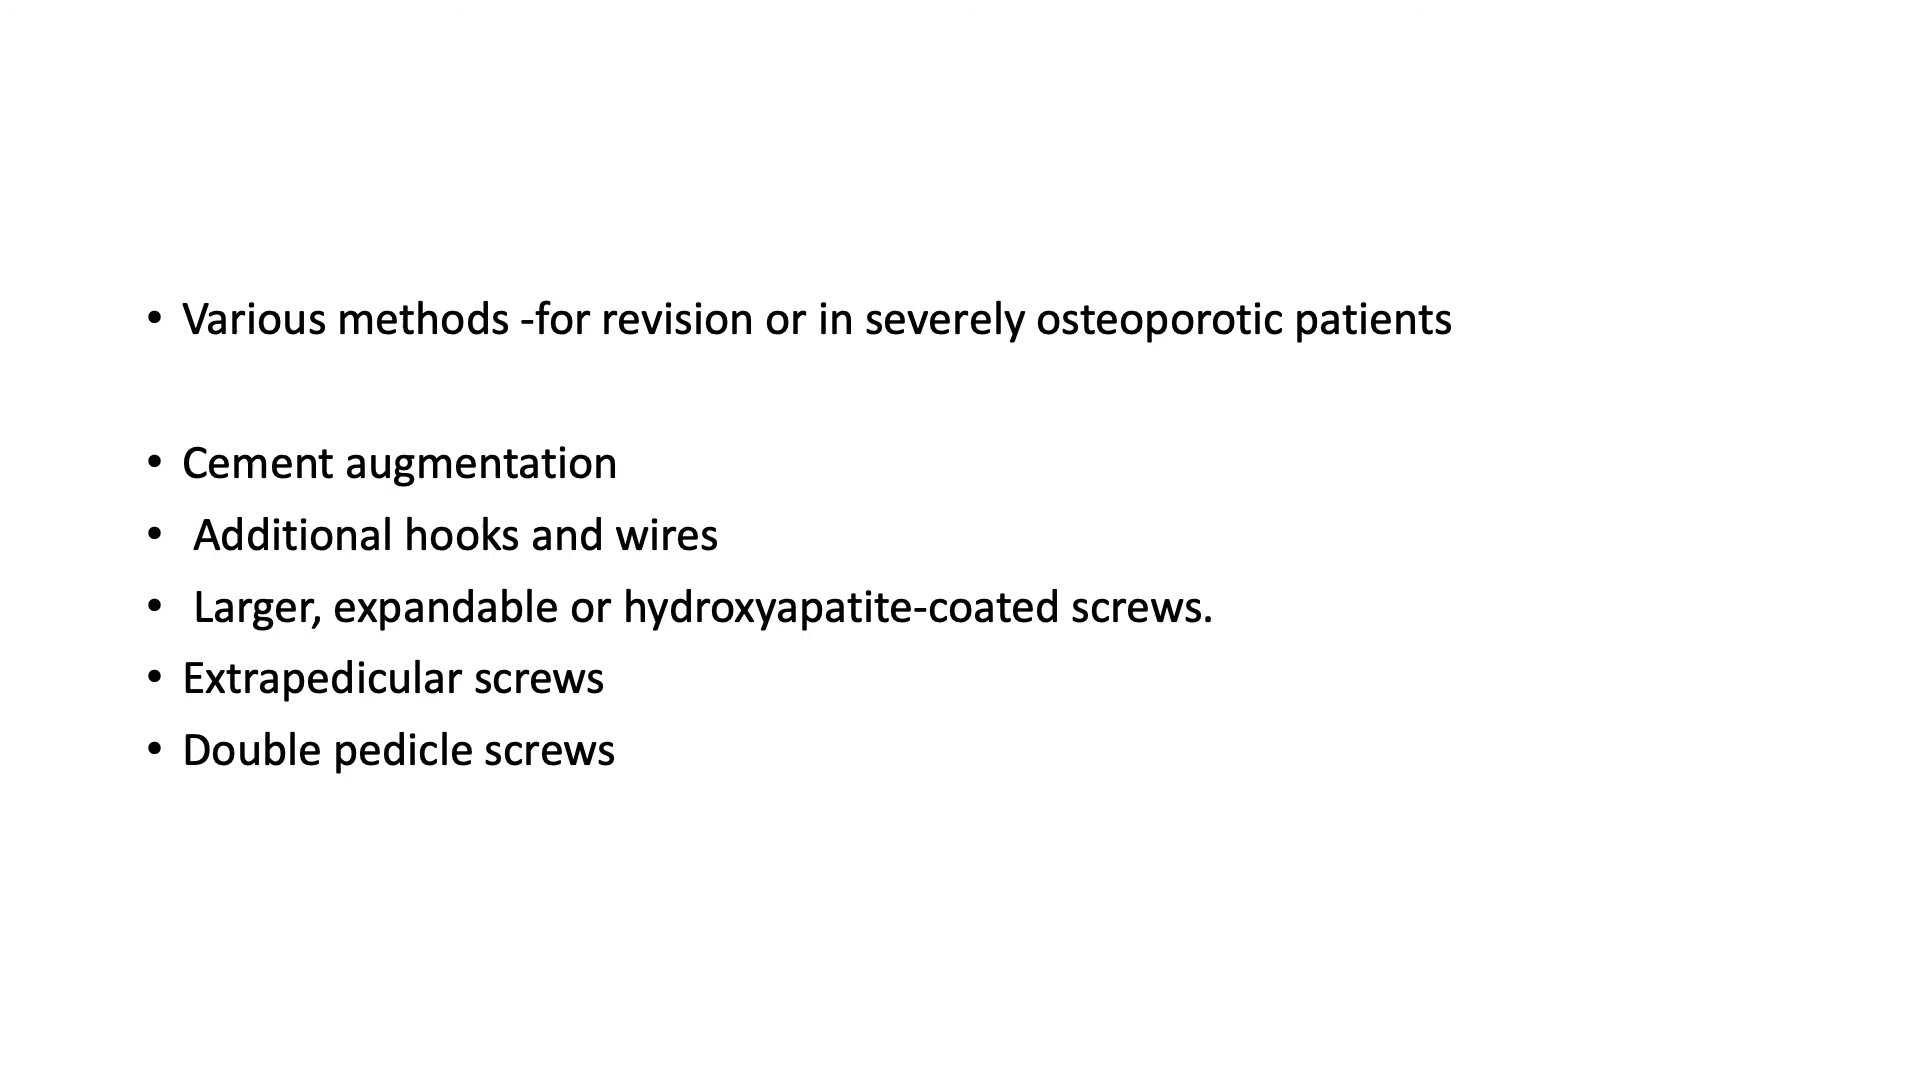 • Various methods -for revision or in severely osteoporotic patients
• Cement augmentation
• Additional hooks and wires
• Larger, expandable or hydroxyapatite-coated screws.
• Extrapedicular screws
• Double pedicle screws